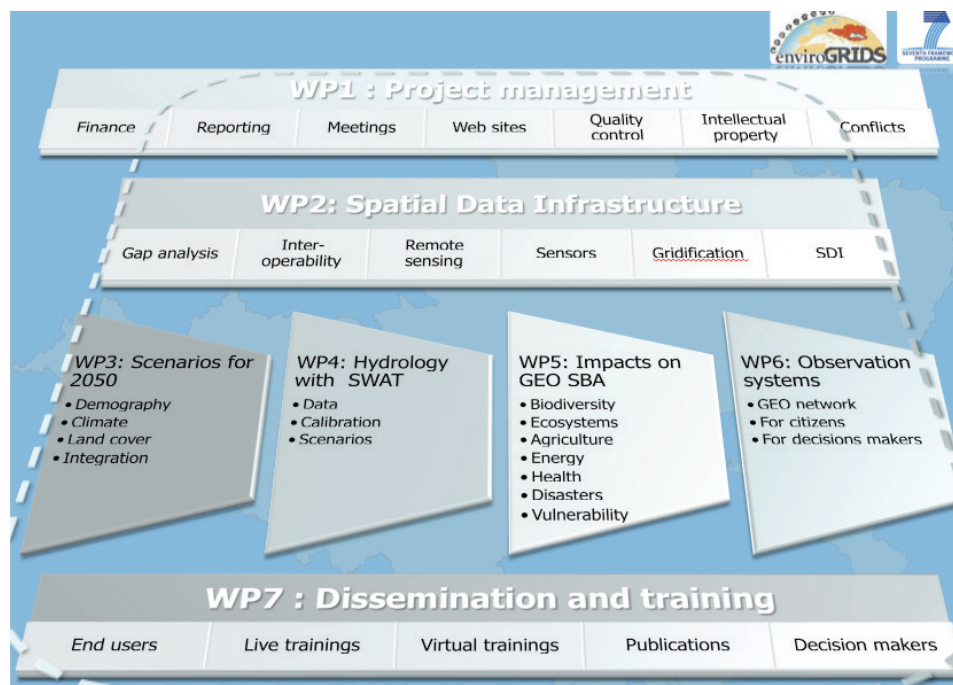 enviroGRIDS
SEVENTH FRAMEWORK
PROGRAMME
WP1 : Project management
Finance
Reporting
Meetings
Web sites
Quality
control
Intellectual
property
Conflicts
WP2: Spatial Data Infrastructure
Gap analysis
Inter-
operability
Remote
sensing
Sensors
Gridification
SDI
WP3: Scenarios for
2050
• Demography
• Climate
• Land cover
• Integration
WP4: Hydrology
with SWAT
• Data
• Calibration
• Scenarios
WP5: Impacts on
GEO SBA
• Biodiversity
• Ecosystems
• Agriculture
• Energy
• Health
• Disasters
• Vulnerability
WP6: Observation
systems
• GEO network
• For citizens
• For decisions makers
WP7 : Dissemination and training
End users
Live trainings
Virtual trainings
Publications
Decision makers